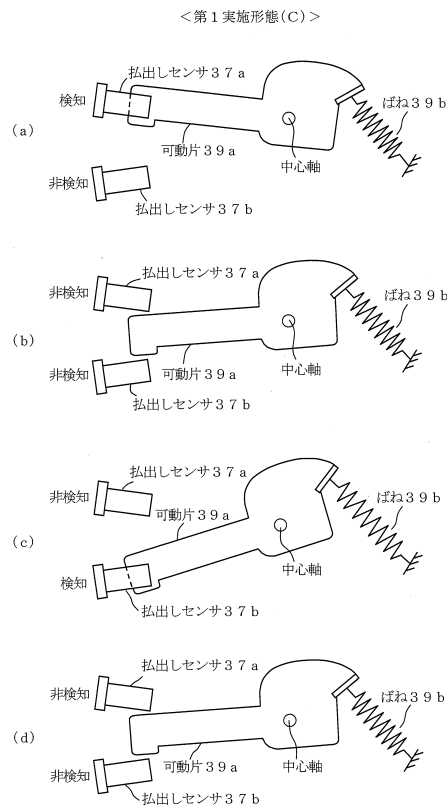 ＜第１実施形態(Ｃ)＞
払出しセンサ３７ａ
検知
ばね３９ｂ
(ａ)
可動片３９ａ
中心軸
非検知
払出しセンサ３７ｂ
払出しセンサ３７ａ
非検知
ばね３９ｂ
(ｂ)
可動片３９ａ
中心軸
非検知
払出しセンサ３７ｂ
払出しセンサ３７ａ
非検知
ばね３９ｂ
可動片３９ａ
(ｃ)
中心軸
検知
払出しセンサ３７ｂ
払出しセンサ３７ａ
非検知
ばね３９ｂ
(ｄ)
可動片３９ａ
中心軸
非検知
払出しセンサ３７ｂ